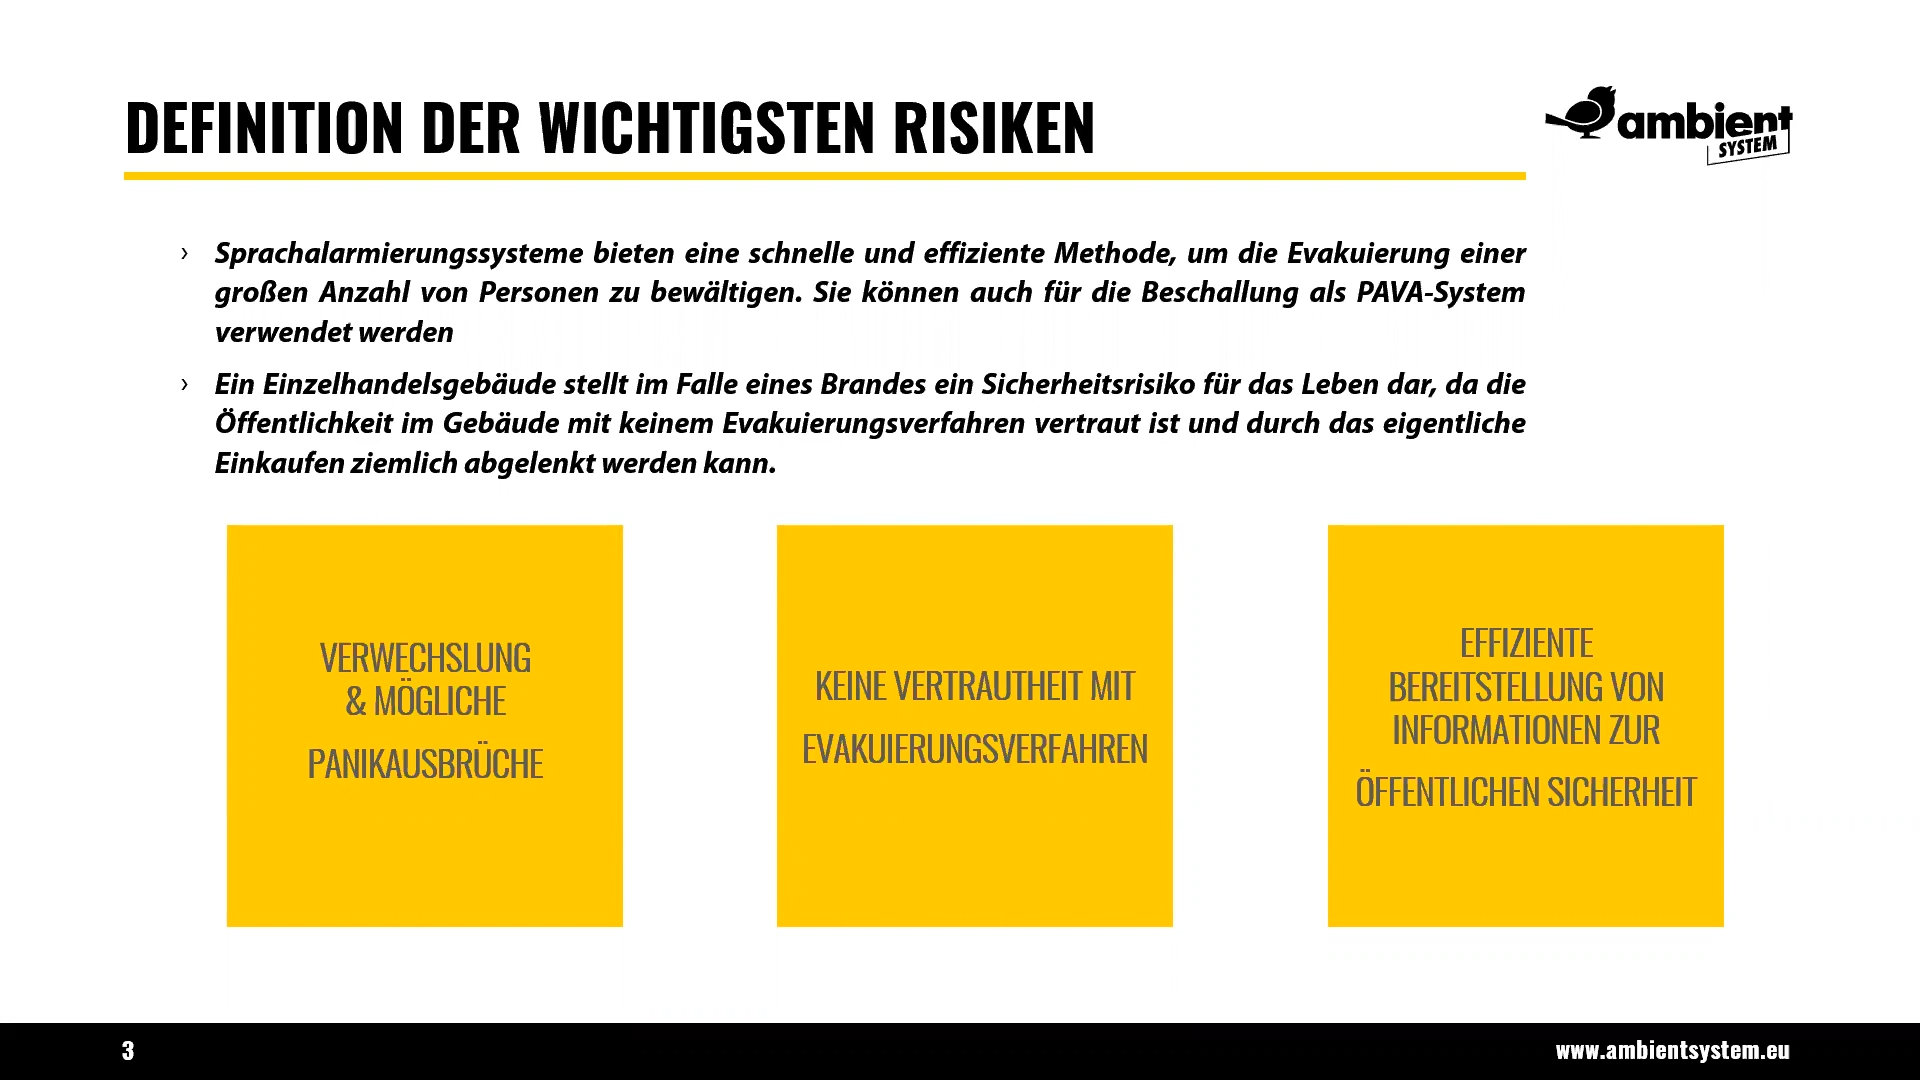 DEFINITION DER WICHTIGSTEN RISIKEN
ambient
SYSTEM
› Sprachalarmierungssysteme bieten eine schnelle und effiziente Methode, um die Evakuierung einer
großen Anzahl von Personen zu bewältigen. Sie können auch für die Beschallung als PAVA-System
verwendet werden
› Ein Einzelhandelsgebäude stellt im Falle eines Brandes ein Sicherheitsrisiko für das Leben dar, da die
Öffentlichkeit im Gebäude mit keinem Evakuierungsverfahren vertraut ist und durch das eigentliche
Einkaufen ziemlich abgelenkt werden kann.
VERWECHSLUNG
& MÖGLICHE
PANIKAUSBRÜCHE
KEINE VERTRAUTHEIT MIT
EVAKUIERUNGSVERFAHREN
EFFIZIENTE
BEREITSTELLUNG VON
INFORMATIONEN ZUR
ÖFFENTLICHEN SICHERHEIT
3
www.ambientsystem.eu